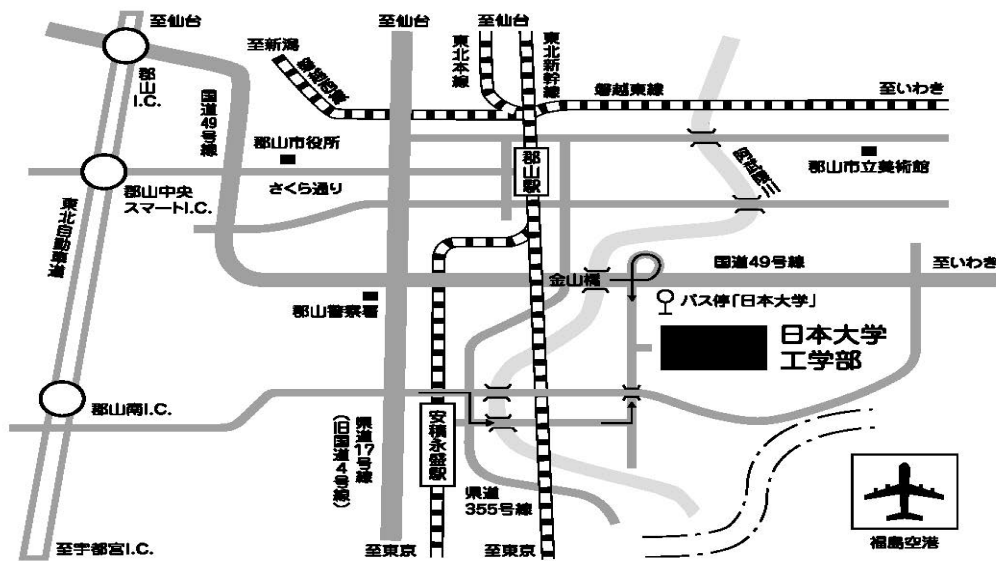 至仙台
至仙台
至仙台
至新潟
東北本線
東北新幹線
磐越西線
磐越東線
至いわき
郡山
I.C.
国道49号線
郡山市役所
郡山駅
郡山市立美術館
郡山中央
スマートI.C.
さくら通り
東北自動車道
金山橋
国道49号線
至いわき
郡山警察署
バス停「日本大学」
日本大学
工学部
郡山南I.C.
県道17号線
(旧国道4号線)
安積永盛駅
県道
355号線
福島空港
至宇都宮I.C.
至東京
至東京